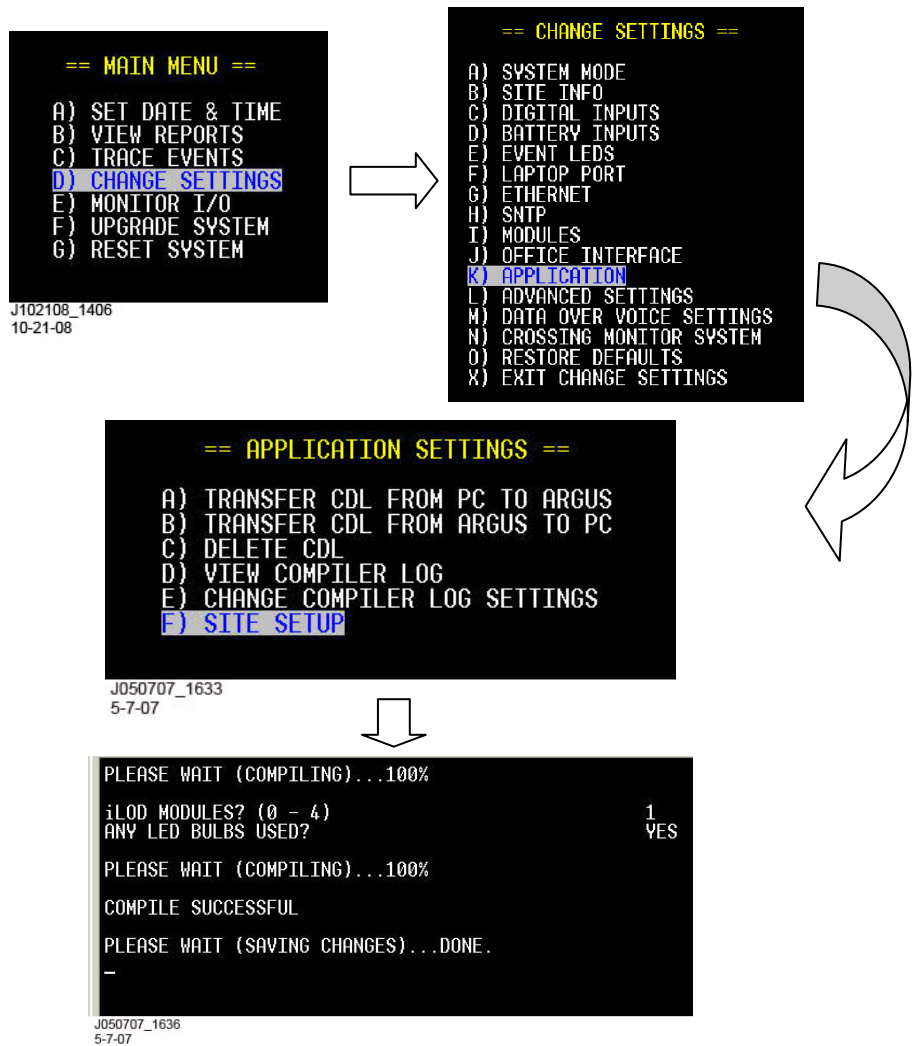 == MAIN MENU ==
A) SET DATE & TIME
B) VIEW REPORTS
C) TRACE EVENTS
D) CHANGE SETTINGS
E) MONITOR I/O
F) UPGRADE SYSTEM
G) RESET SYSTEM
J102108_1406
10-21-08
== CHANGE SETTINGS ==
A) SYSTEM MODE
B) SITE INFO
C) DIGITAL INPUTS
D) BATTERY INPUTS
E) EVENT LEDS
F) LAPTOP PORT
G) ETHERNET
H) SNTP
I) MODULES
J) OFFICE INTERFACE
K) APPLICATION
L) ADVANCED SETTINGS
M) DATA OVER VOICE SETTINGS
N) CROSSING MONITOR SYSTEM
O) RESTORE DEFAULTS
X) EXIT CHANGE SETTINGS
== APPLICATION SETTINGS ==
A) TRANSFER CDL FROM PC TO ARGUS
B) TRANSFER CDL FROM ARGUS TO PC
C) DELETE CDL
D) VIEW COMPILER LOG
E) CHANGE COMPILER LOG SETTINGS
F) SITE SETUP
J050707_1633
5-7-07
PLEASE WAIT (COMPILING)...100%
iLOD MODULES? (0 - 4) 1
ANY LED BULBS USED? YES
PLEASE WAIT (COMPILING)...100%
COMPILE SUCCESSFUL
PLEASE WAIT (SAVING CHANGES)...DONE.
J050707_1636
5-7-07